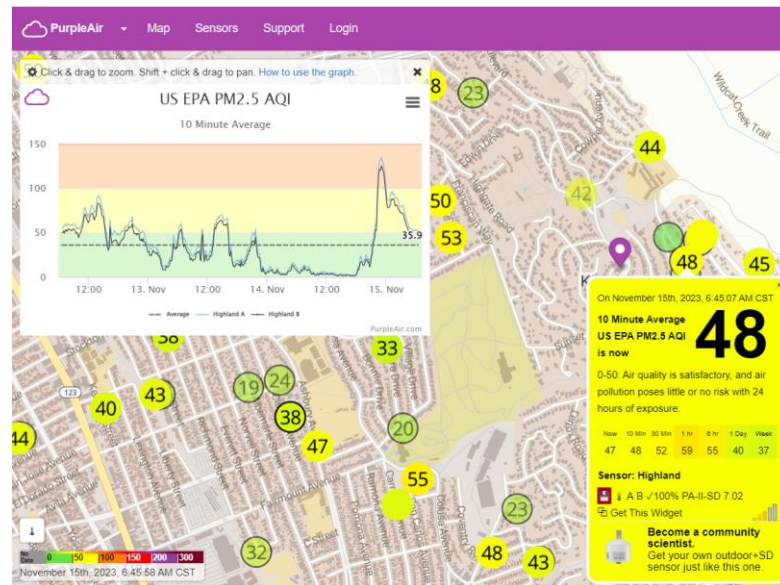 PurpleAir
Map
Sensors
Support
Login
Click & drag to zoom. Shift + click & drag to pan. How to use the graph.
US EPA PM2.5 AQI
10 Minute Average
150
100
50
0
35.9
12:00
13. Nov
12:00
14. Nov
12:00
15. Nov
Average
Highland A
Highland B
PurpleAir.com
23
44
42
50
53
48
45
Wildcat Creek Trail
Highgate Road
On November 15th, 2023, 6:45:07 AM CST
10 Minute Average
US EPA PM2.5 AQI
is now
48
0-50: Air quality is satisfactory, and air
pollution poses little or no risk with 24
hours of exposure.
Now 10 Min 30 Min 1 hr 6 hr 1 Day Week
47 48 52 59 55 40 37
Sensor: Highland
A B ✓100% PA-II-SD 7.02
Get This Widget
Become a community
scientist.
Get your own outdoor+SD
sensor just like this one.
38
33
19
24
43
40
38
123
44
47
20
55
23
32
48
43
Fairmount Avenue
No Data 0 50 100 150 200 300
November 15th, 2023, 6:45:58 AM CST